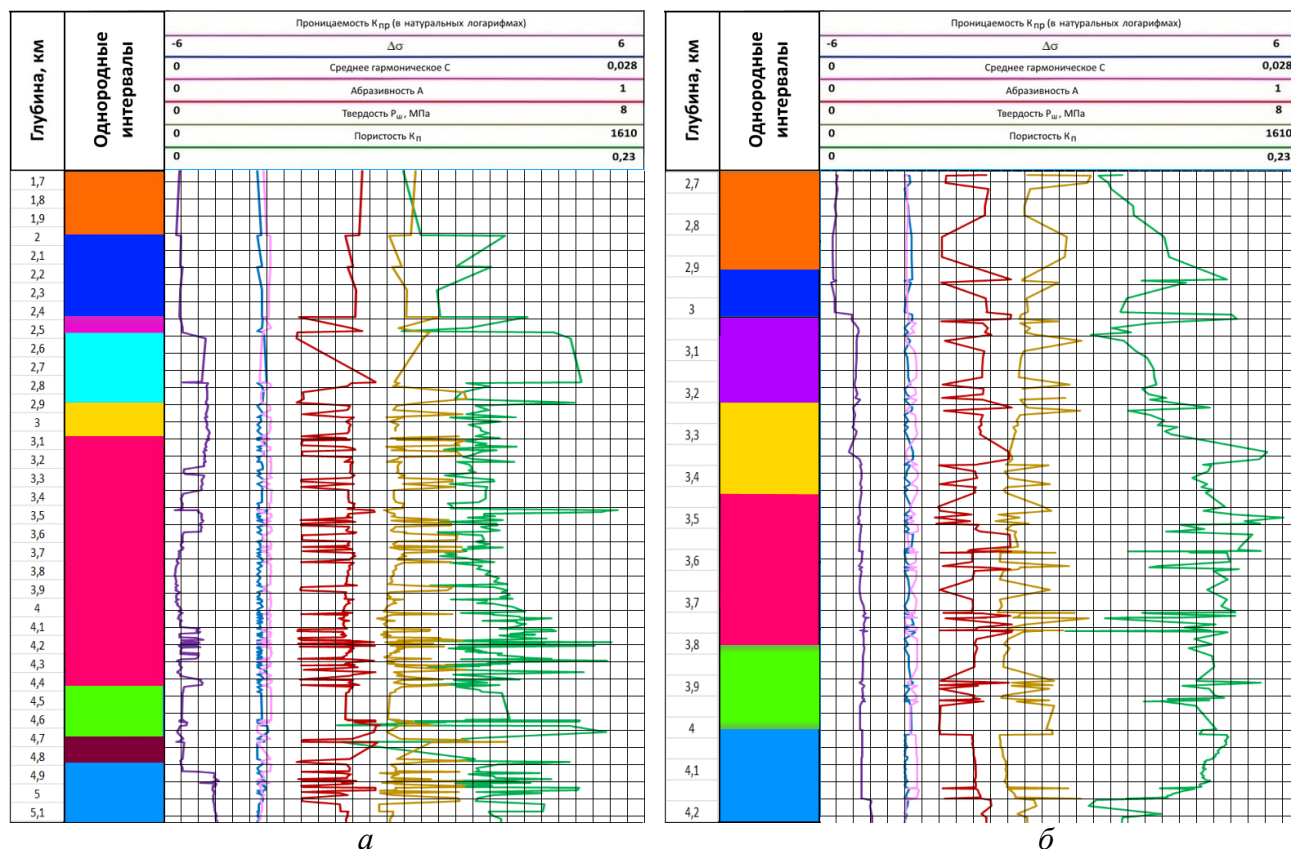 Глубина, км
Однородные интервалы
Проницаемость Kпр (в натуральных логарифмах)
-6 Δσ 6
0 Среднее гармоническое С 0,028
0 Абразивность А 1
0 Твердость Pш, МПа 8
0 Пористость Kп 1610
0 0,23
1,7
1,8
1,9
2
2,1
2,2
2,3
2,4
2,5
2,6
2,7
2,8
2,9
3
3,1
3,2
3,3
3,4
3,5
3,6
3,7
3,8
3,9
4
4,1
4,2
4,3
4,4
4,5
4,6
4,7
4,8
4,9
5
5,1
а
Глубина, км
Однородные интервалы
Проницаемость Kпр (в натуральных логарифмах)
-6 Δσ 6
0 Среднее гармоническое С 0,028
0 Абразивность А 1
0 Твердость Pш, МПа 8
0 Пористость Kп 1610
0 0,23
2,7
2,8
2,9
3
3,1
3,2
3,3
3,4
3,5
3,6
3,7
3,8
3,9
4
4,1
4,2
б